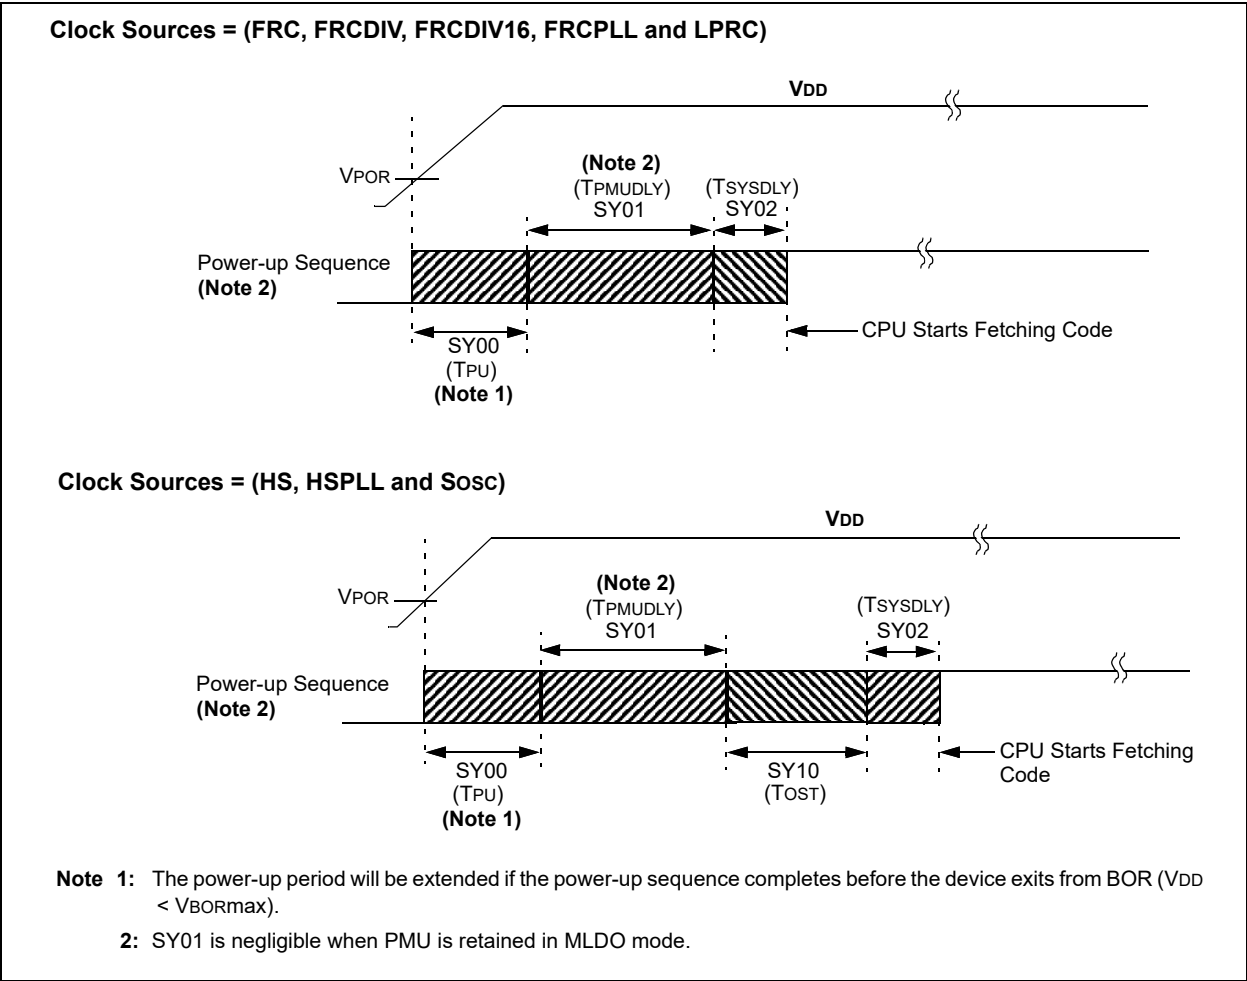 Clock Sources = (FRC, FRCDIV, FRCDIV16, FRCPLL and LPRC)
VDD
VPOR
(Note 2)
(TPMUDLY)
SY01
(TSYSDLY)
SY02
Power-up Sequence
(Note 2)
CPU Starts Fetching Code
SY00
(TPU)
(Note 1)
Clock Sources = (HS, HSPLL and SOSC)
VDD
VPOR
(Note 2)
(TPMUDLY)
SY01
(TSYSDLY)
SY02
Power-up Sequence
(Note 2)
SY00
(TPU)
(Note 1)
SY10
(TOST)
CPU Starts Fetching
Code
Note 1: The power-up period will be extended if the power-up sequence completes before the device exits from BOR (VDD
< VBORmax).
2: SY01 is negligible when PMU is retained in MLDO mode.